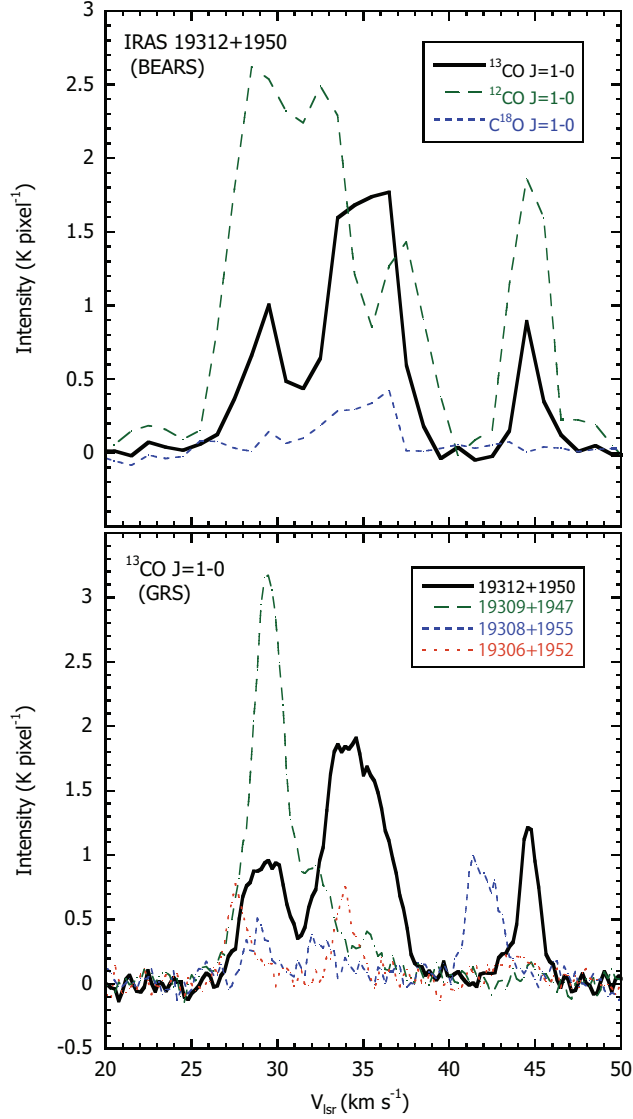 IRAS 19312+1950
(BEARS)
¹³CO J=1-0
¹²CO J=1-0
C¹⁸O J=1-0
3
2.5
2
1.5
1
0.5
0
Intensity (K pixel⁻¹)
¹³CO J=1-0
(GRS)
19312+1950
19309+1947
19308+1955
19306+1952
3
2.5
2
1.5
1
0.5
0
-0.5
Intensity (K pixel⁻¹)
20 25 30 35 40 45 50
V_lsr (km s⁻¹)